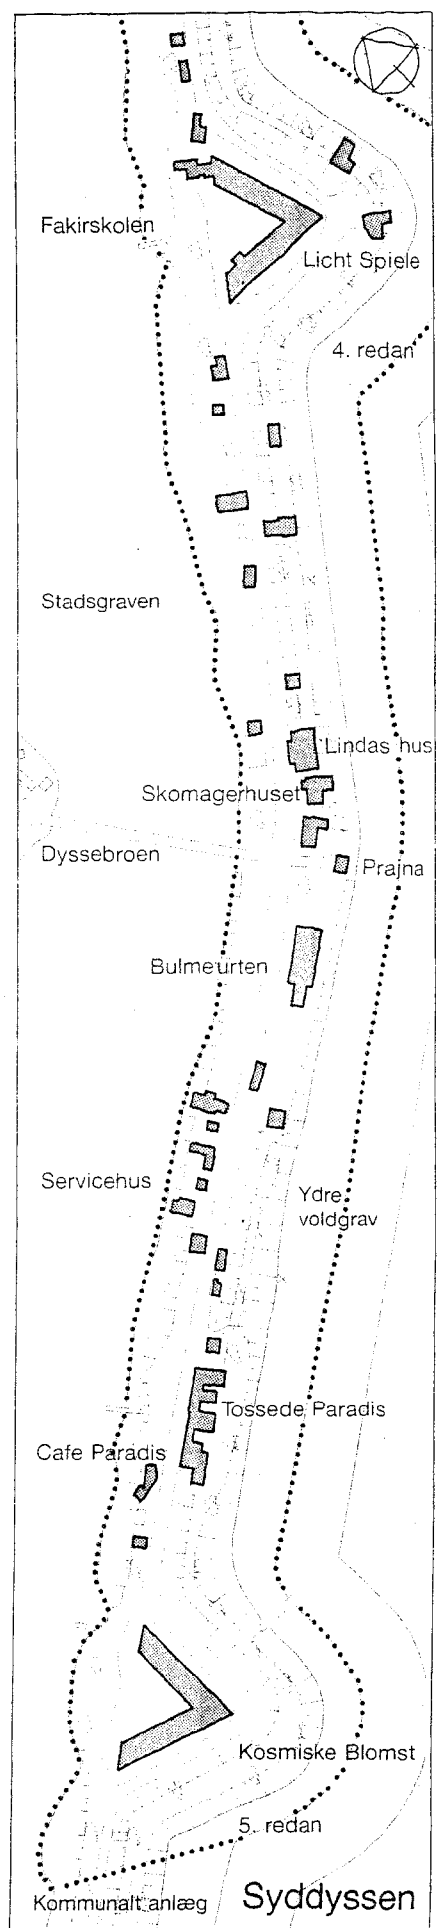 Fakirskolen
Licht Spiele
4. redan
Stadsgraven
Lindas hus
Skomagerhuset
Dyssebroen
Prajna
Bulmeurten
Servicehus
Ydre
voldgrav
Tossede Paradis
Cafe Paradis
Kosmiske Blomst
5. redan
Kommunalt anlæg
Syddyssen